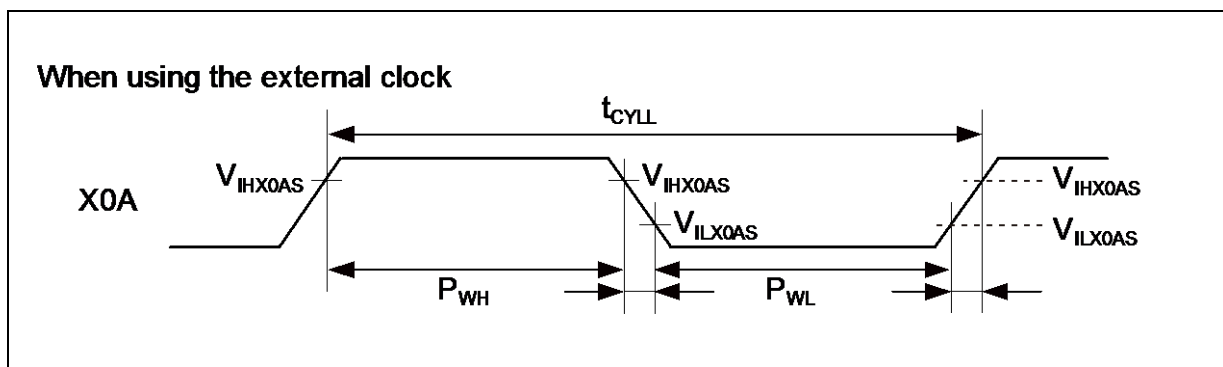 When using the external clock
tCYLL
VIHX0AS VIHX0AS VIHX0AS
X0A
VILX0AS VILX0AS
PWH PWL